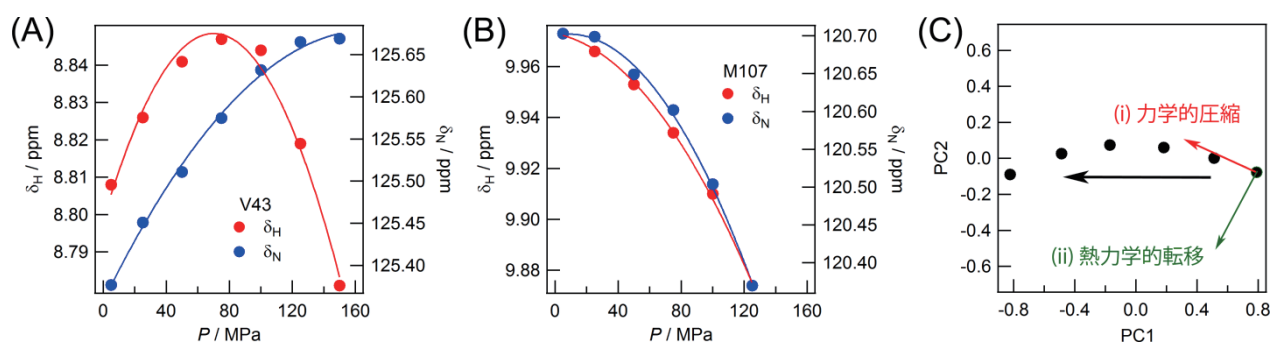 (A)
δH / ppm
8.84
8.83
8.82
8.81
8.80
8.79
V43
δH
δN
0
40
80
120
160
P / MPa
125.65
125.60
125.55
125.50
125.45
125.40
δN / ppm
(B)
δH / ppm
9.96
9.94
9.92
9.90
9.88
M107
δH
δN
0
40
80
120
160
P / MPa
120.70
120.65
120.60
120.55
120.50
120.45
120.40
δN / ppm
(C)
PC2
0.6
0.4
0.2
0.0
-0.2
-0.4
-0.6
(i) 力学的圧縮
(ii) 熱力学的転移
-0.8
-0.4
0.0
0.4
0.8
PC1